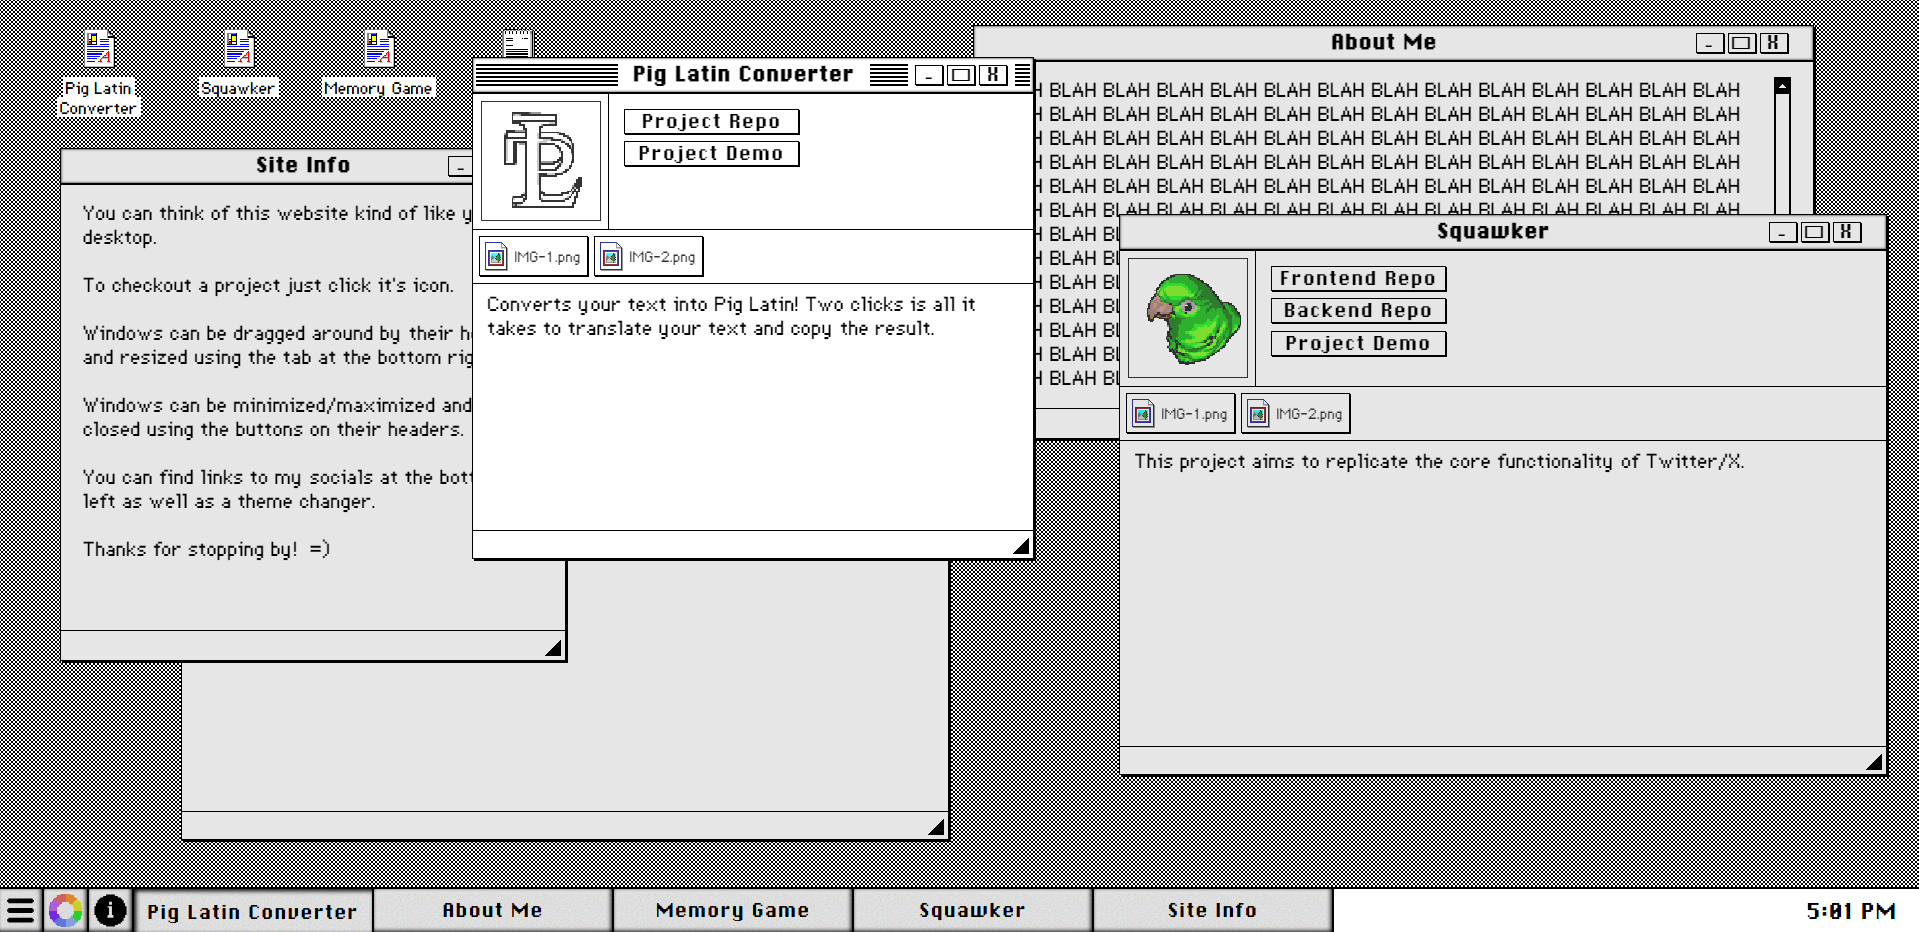 Pig Latin
Converter
Squawker
Memory Game
About Me
H BLAH BLAH BLAH BLAH BLAH BLAH BLAH BLAH BLAH BLAH BLAH BLAH BLAH
H BLAH BLAH BLAH BLAH BLAH BLAH BLAH BLAH BLAH BLAH BLAH BLAH BLAH
H BLAH BLAH BLAH BLAH BLAH BLAH BLAH BLAH BLAH BLAH BLAH BLAH BLAH
H BLAH BLAH BLAH BLAH BLAH BLAH BLAH BLAH BLAH BLAH BLAH BLAH BLAH
H BLAH BLAH BLAH BLAH BLAH BLAH BLAH BLAH BLAH BLAH BLAH BLAH BLAH
H BLAH BLAH BLAH BLAH BLAH BLAH BLAH BLAH BLAH BLAH BLAH BLAH BLAH
H BLAH BL
H BLAH BL
H BLAH BL
H BLAH BL
H BLAH BL
H BLAH BL
H BLAH BL
Pig Latin Converter
Project Repo
Project Demo
IMG-1.png
IMG-2.png
Converts your text into Pig Latin! Two clicks is all it
takes to translate your text and copy the result.
Site Info
You can think of this website kind of like y
desktop.
To checkout a project just click it's icon.
Windows can be dragged around by their he
and resized using the tab at the bottom rig
Windows can be minimized/maximized and
closed using the buttons on their headers.
You can find links to my socials at the bott
left as well as a theme changer.
Thanks for stopping by! =)
Squawker
Frontend Repo
Backend Repo
Project Demo
IMG-1.png
IMG-2.png
This project aims to replicate the core functionality of Twitter/X.
Pig Latin Converter
About Me
Memory Game
Squawker
Site Info
5:01 PM